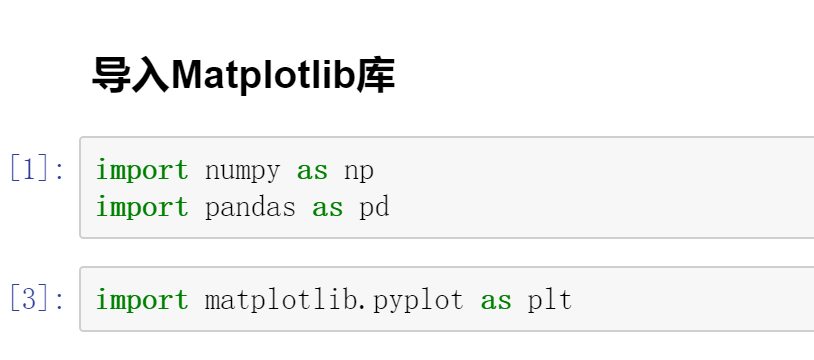 导入Matplotlib库
[1]: import numpy as np
import pandas as pd
[3]: import matplotlib.pyplot as plt